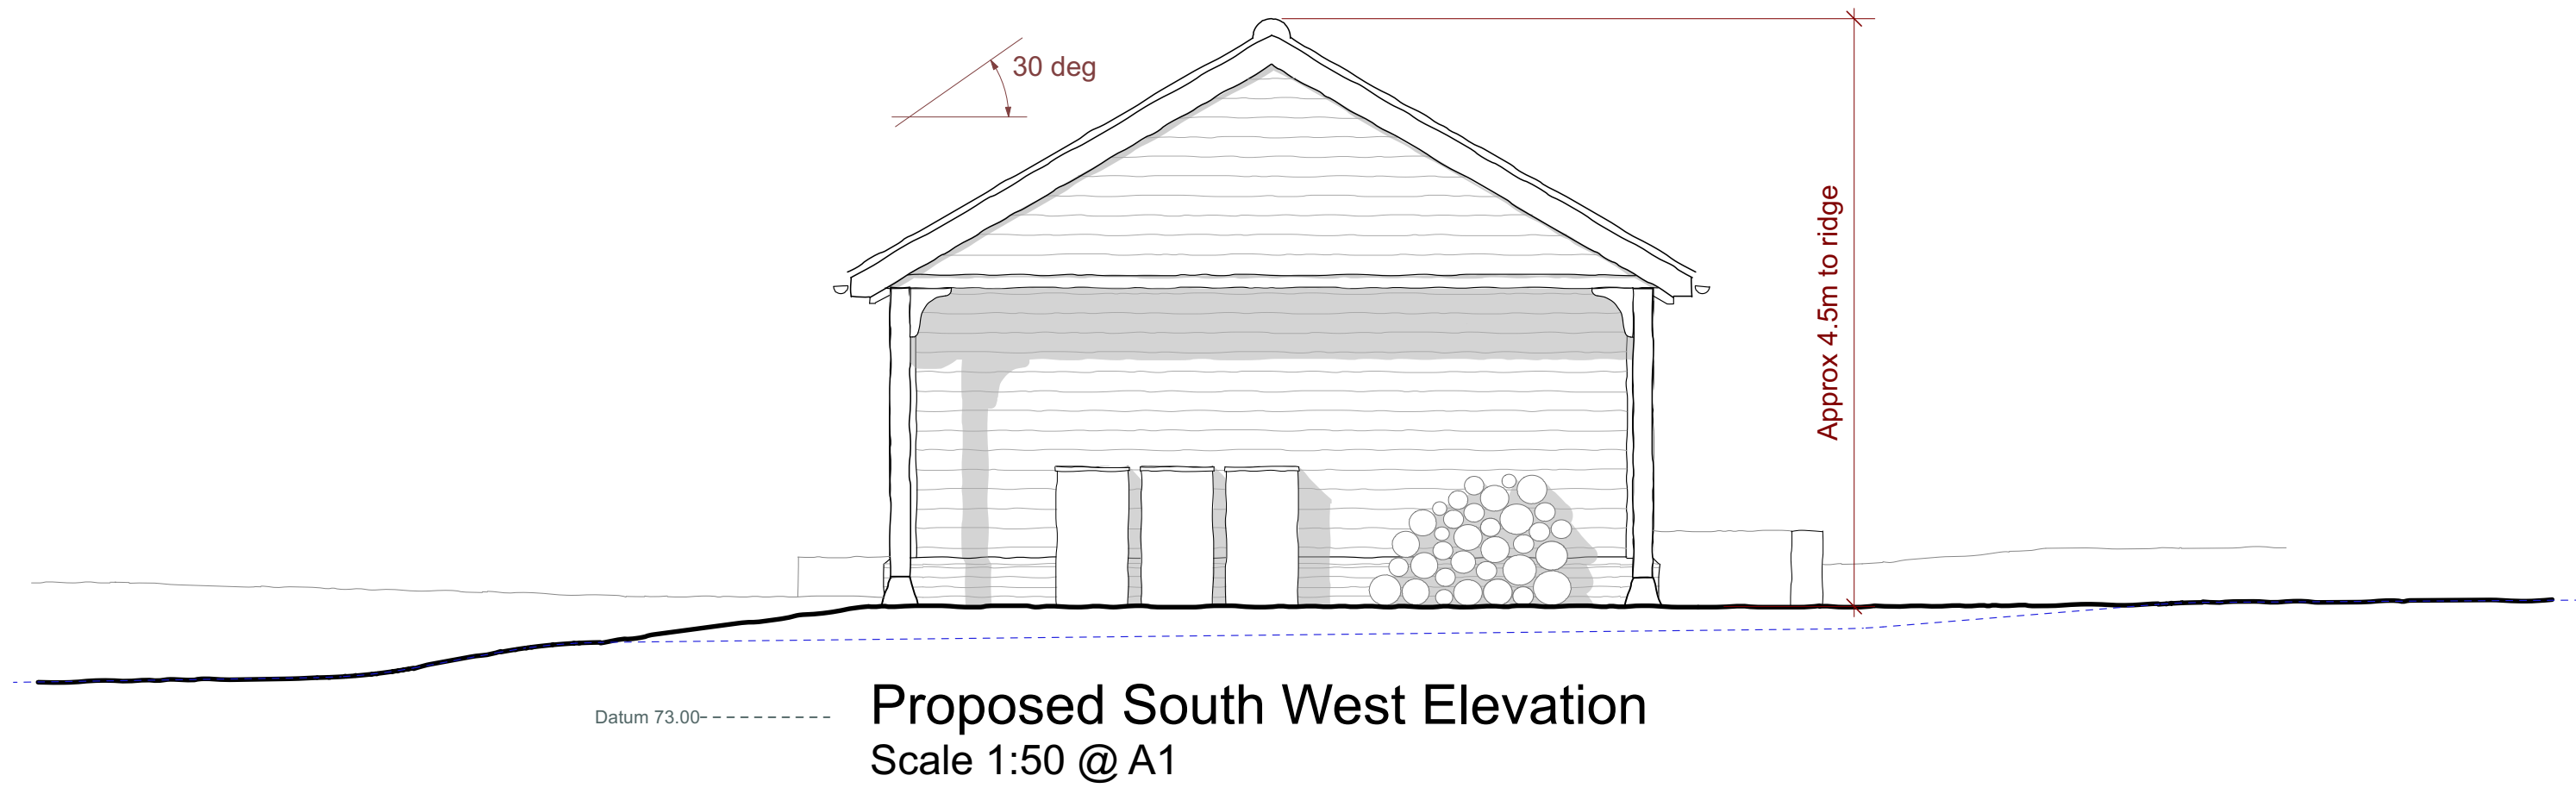 30 deg
Approx 4.5m to ridge
Datum 73.00
Proposed South West Elevation
Scale 1:50 @ A1